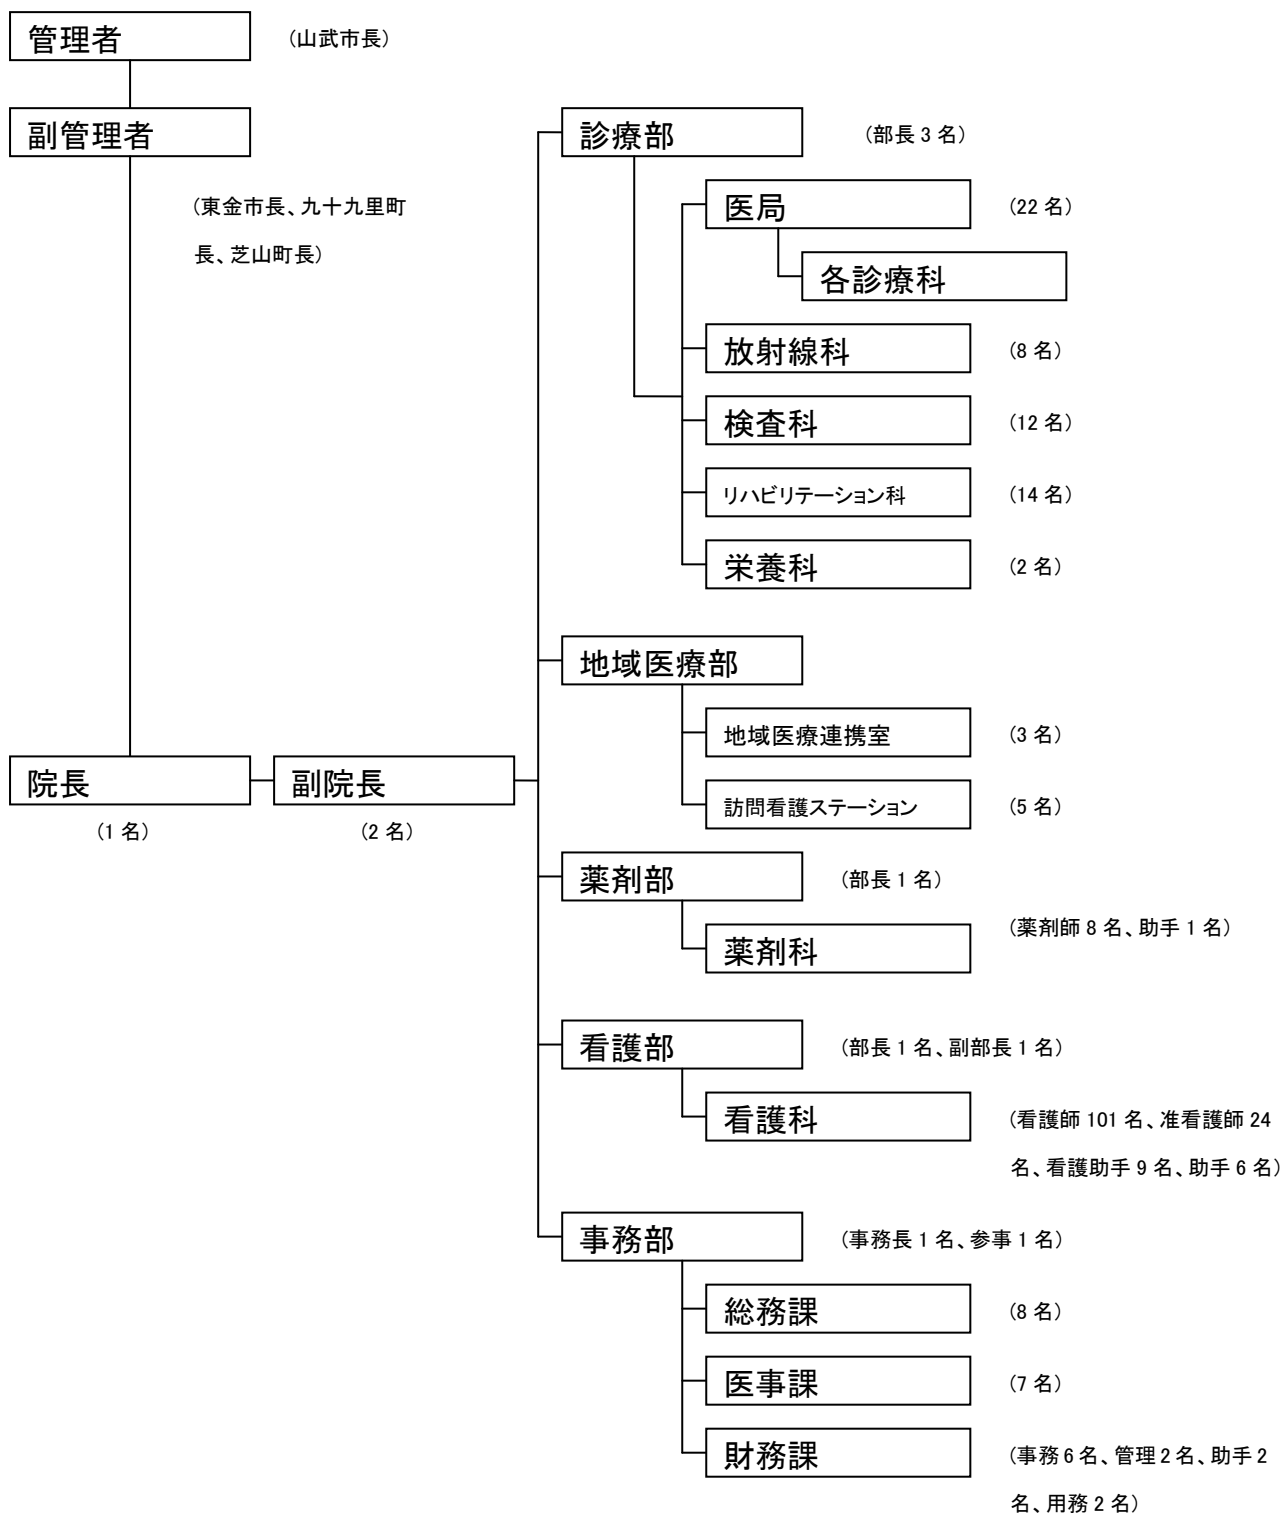 管理者
(山武市長)
副管理者
(東金市長、九十九里町
長、芝山町長)
診療部
(部長 3 名)
医局
(22 名)
各診療科
放射線科
(8 名)
検査科
(12 名)
リハビリテーション科
(14 名)
栄養科
(2 名)
地域医療部
地域医療連携室
(3 名)
院長
(1 名)
副院長
(2 名)
訪問看護ステーション
(5 名)
薬剤部
(部長 1 名)
薬剤科
(薬剤師 8 名、助手 1 名)
看護部
(部長 1 名、副部長 1 名)
看護科
(看護師 101 名、准看護師 24
名、看護助手 9 名、助手 6 名)
事務部
(事務長 1 名、参事 1 名)
総務課
(8 名)
医事課
(7 名)
財務課
(事務 6 名、管理 2 名、助手 2
名、用務 2 名)